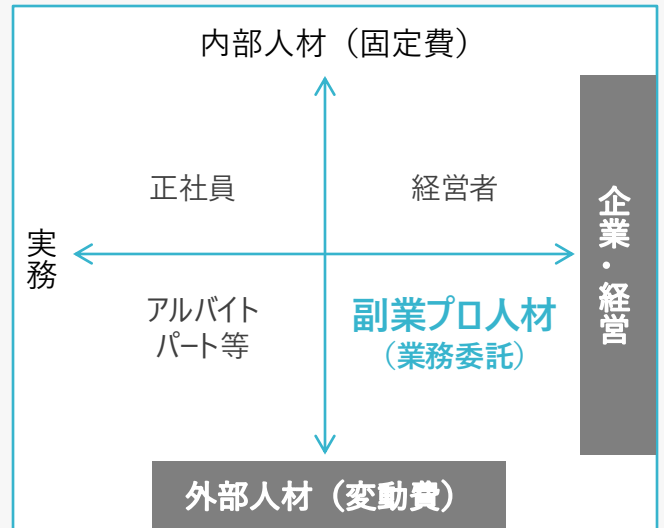 内部人材（固定費）
正社員
経営者
実務
企業・経営
アルバイト
パート等
副業プロ人材
（業務委託）
外部人材（変動費）